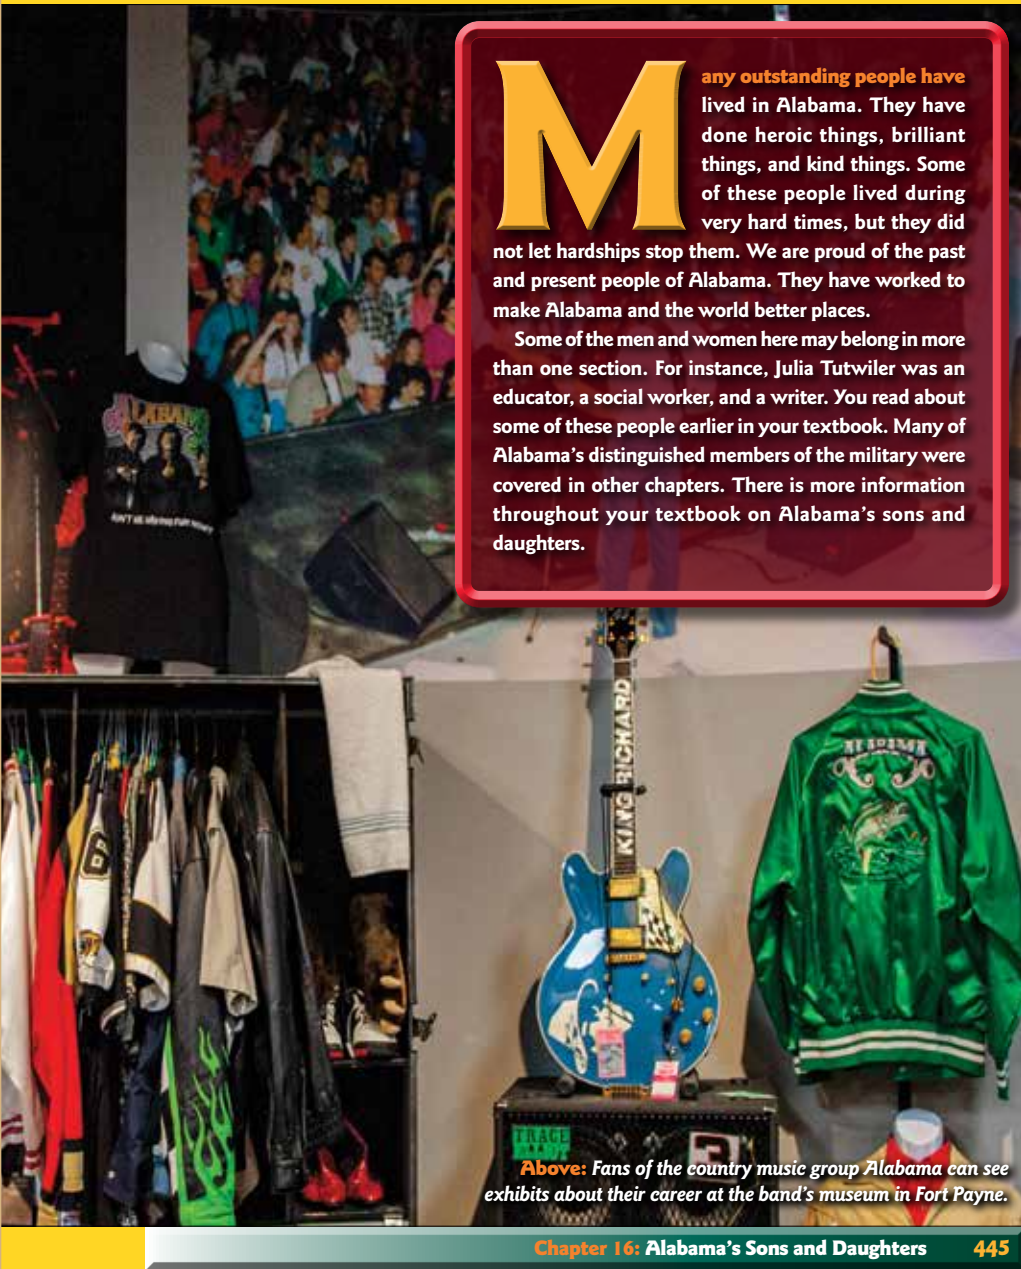 Many outstanding people have
lived in Alabama. They have
done heroic things, brilliant
things, and kind things. Some
of these people lived during
very hard times, but they did
not let hardships stop them. We are proud of the past
and present people of Alabama. They have worked to
make Alabama and the world better places.
Some of the men and women here may belong in more
than one section. For instance, Julia Tutwiler was an
educator, a social worker, and a writer. You read about
some of these people earlier in your textbook. Many of
Alabama's distinguished members of the military were
covered in other chapters. There is more information
throughout your textbook on Alabama's sons and
daughters.
ALABAMA
KING RICHARD
ALABAMA
TRACE
ELLIOT
3
Above: Fans of the country music group Alabama can see
exhibits about their career at the band's museum in Fort Payne.
Chapter 16: Alabama's Sons and Daughters 445